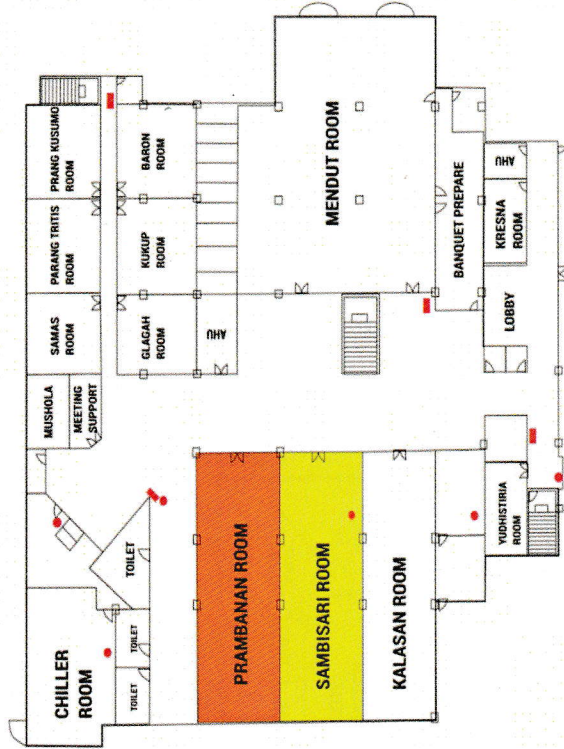 CHILLER
ROOM
MUSHOLA
MEETING
SUPPORT
SAMAS
ROOM
PARANG TRITIS
ROOM
PRANG KUSUMO
ROOM
TOILET
TOILET
TOILET
GLAGAH
ROOM
KUKUP
ROOM
BARON
ROOM
AHU
PRAMBANAN ROOM
SAMBISARI ROOM
KALASAN ROOM
MENDUT ROOM
BANQUET PREPARE
YUDHISTIRIA
ROOM
LOBBY
KRESNA
ROOM
AHU